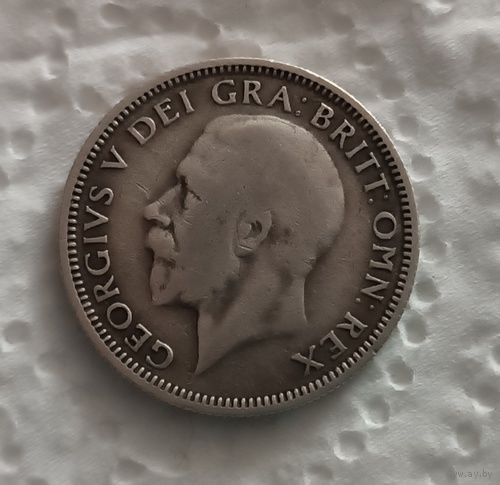 GEORGIVS V DEI GRA: BRITT: OMN: REX